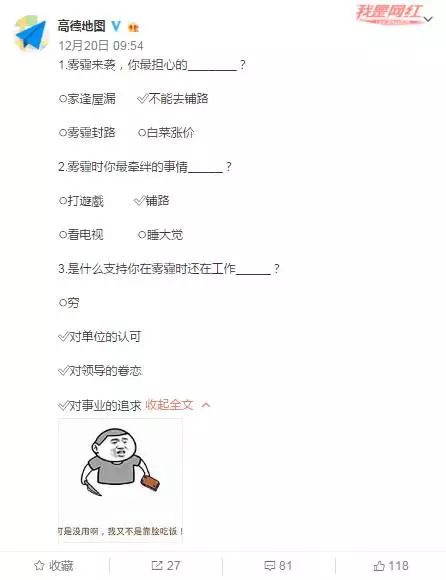 我是网红
高德地图
12月20日 09:54
1.雾霾来袭，你最担心的________？
○家逢屋漏 ✓不能去铺路
○雾霾封路 ○白菜涨价
2.雾霾时你最牵绊的事情______？
○打遊戲 ✓铺路
○看电视 ○睡大觉
3.是什么支持你在雾霾时还在工作______？
○穷
✓对单位的认可
✓对领导的眷恋
✓对事业的追求 收起全文
可是没用啊，我又不是靠脸吃饭！
收藏 27 81 118